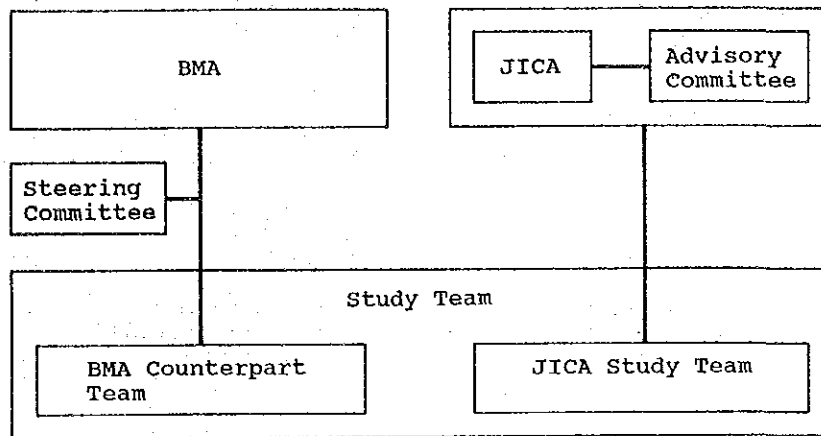 BMA
JICA
Advisory
Committee
Steering
Committee
Study Team
BMA Counterpart
Team
JICA Study Team